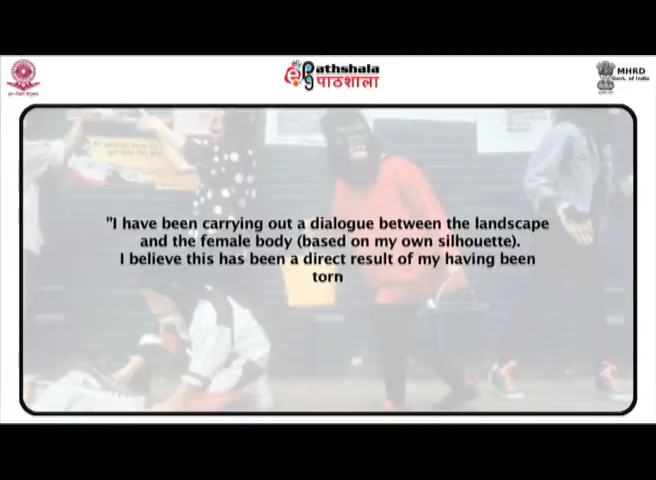 Pathshala
पाठशाला
MHRD
Govt. of India
"I have been carrying out a dialogue between the landscape
and the female body (based on my own silhouette).
I believe this has been a direct result of my having been
torn